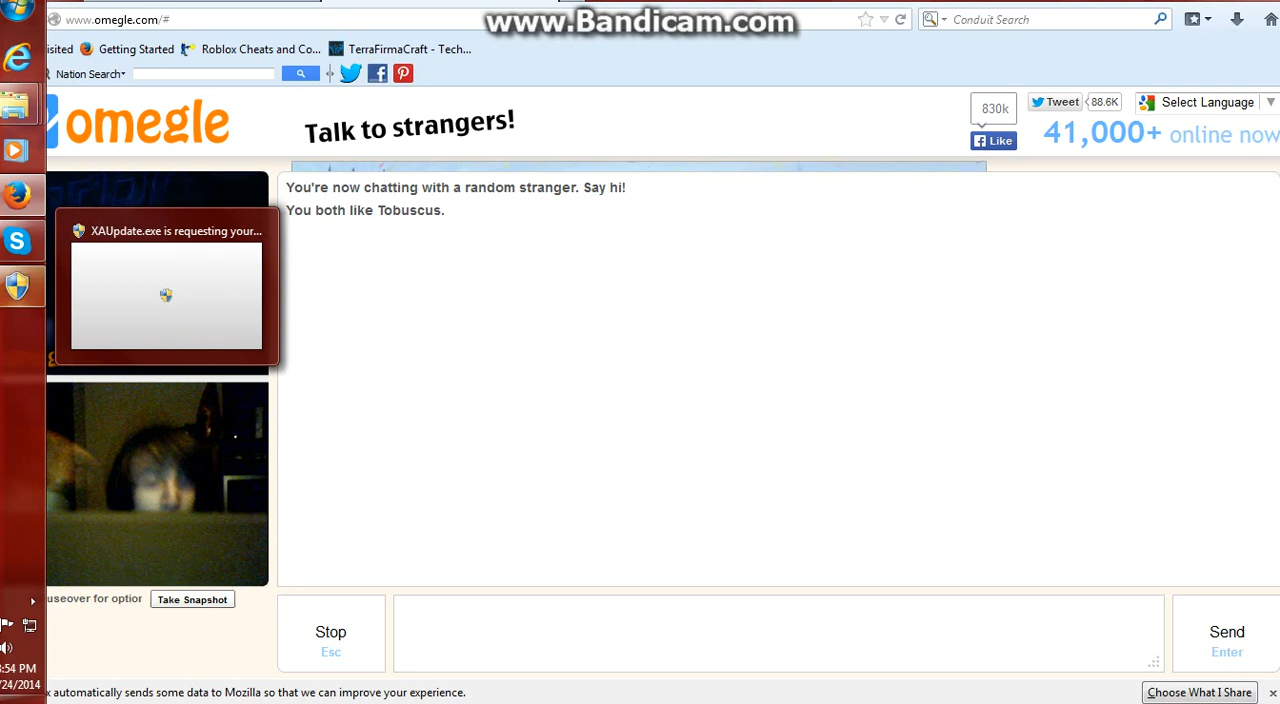 www.Bandicam.com
www.omegle.com/#
Conduit Search
isited Getting Started Roblox Cheats and Co... TerraFirmaCraft - Tech...
Nation Search
omegle
Talk to strangers!
830k
Like
Tweet 88.6K
Select Language
41,000+ online now
You're now chatting with a random stranger. Say hi!
You both like Tobuscus.
XAUpdate.exe is requesting your...
useover for option
Take Snapshot
Stop
Esc
Send
Enter
:54 PM
/24/2014
x automatically sends some data to Mozilla so that we can improve your experience.
Choose What I Share